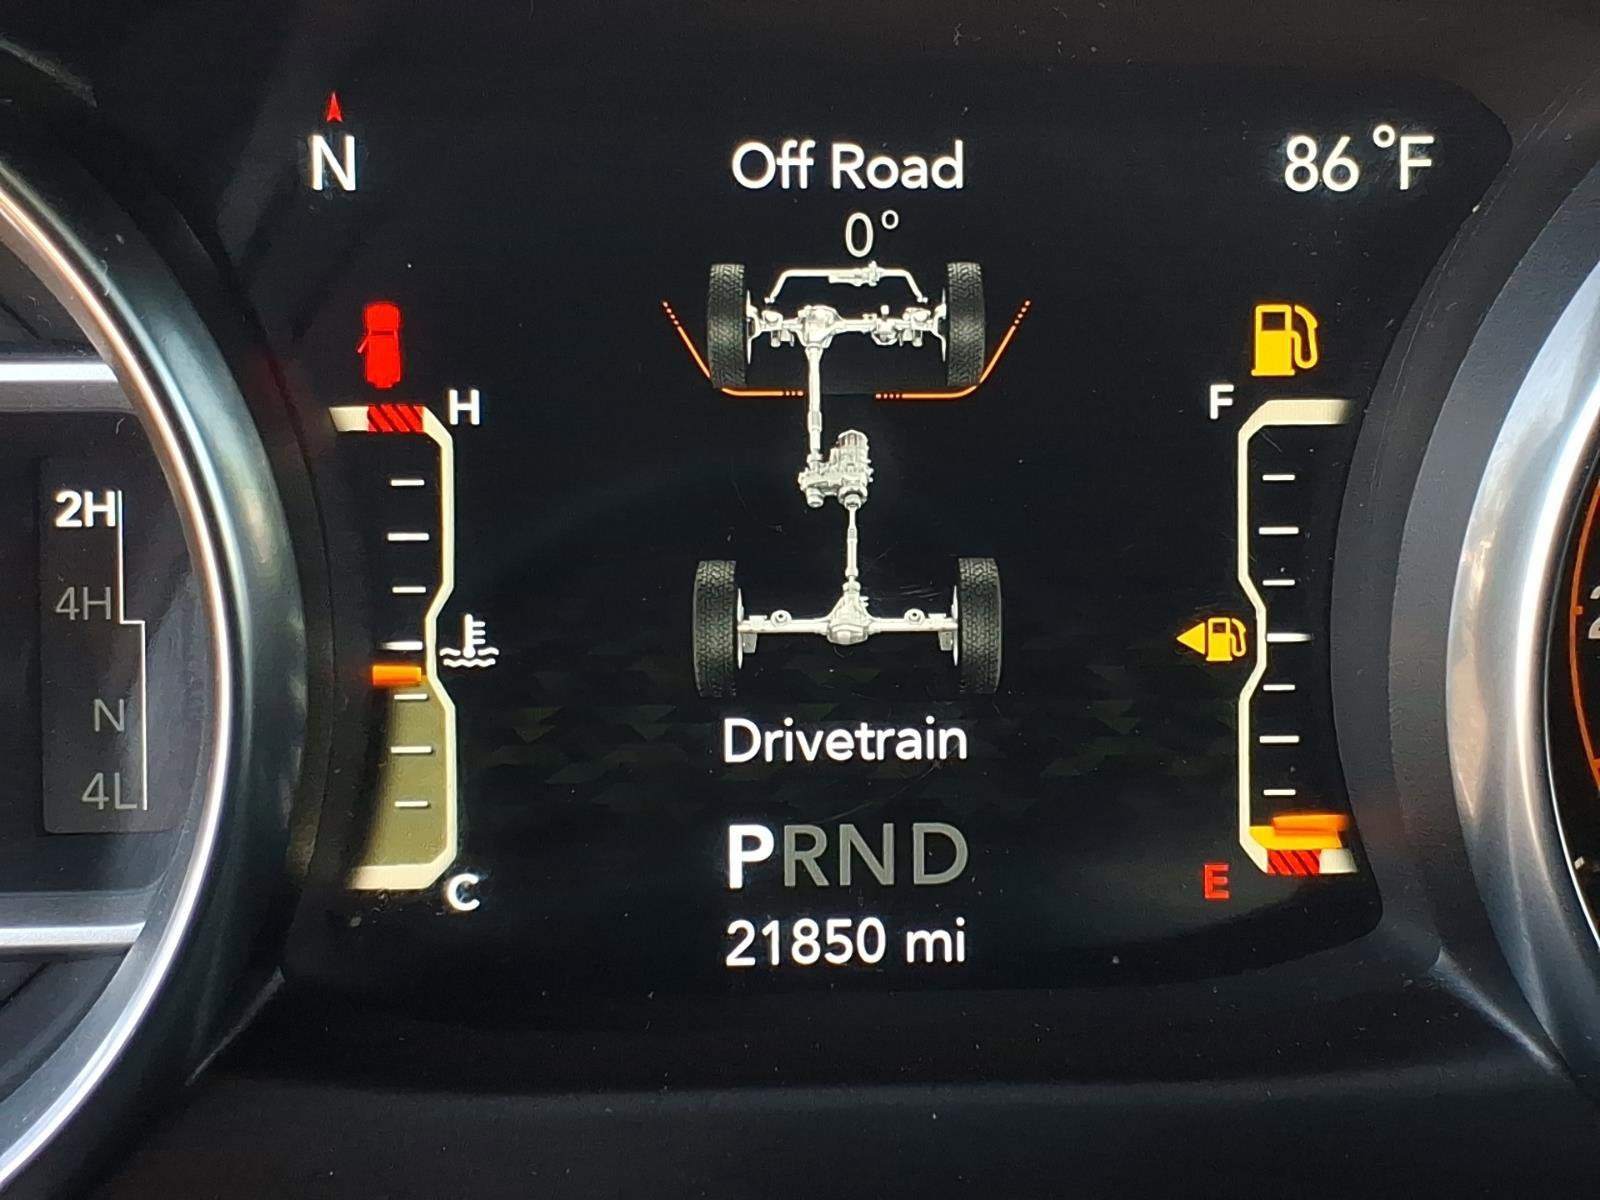 N
Off Road
86 °F
0°
H
F
2H
4H
N
4L
Drivetrain
PRND
C
E
21850 mi